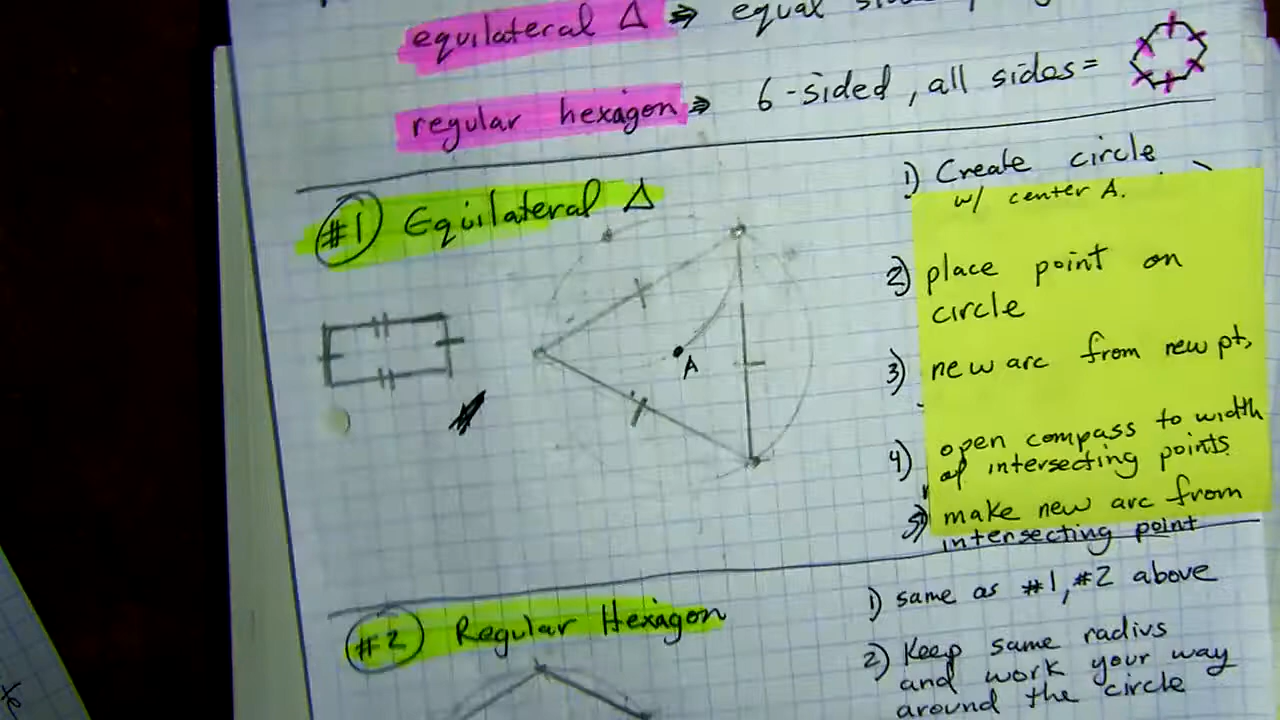 equilateral Δ ⇒ equal
regular hexagon ⇒ 6-sided, all sides =
#1 Equilateral Δ
A
1) Create circle
w/ center A.
2) place point on
circle
3) new arc from new pt,
4) open compass to width
of intersecting points
5) make new arc from
intersecting point
#2 Regular Hexagon
1) same as #1, #2 above
2) Keep same radius
and work your way
around the circle